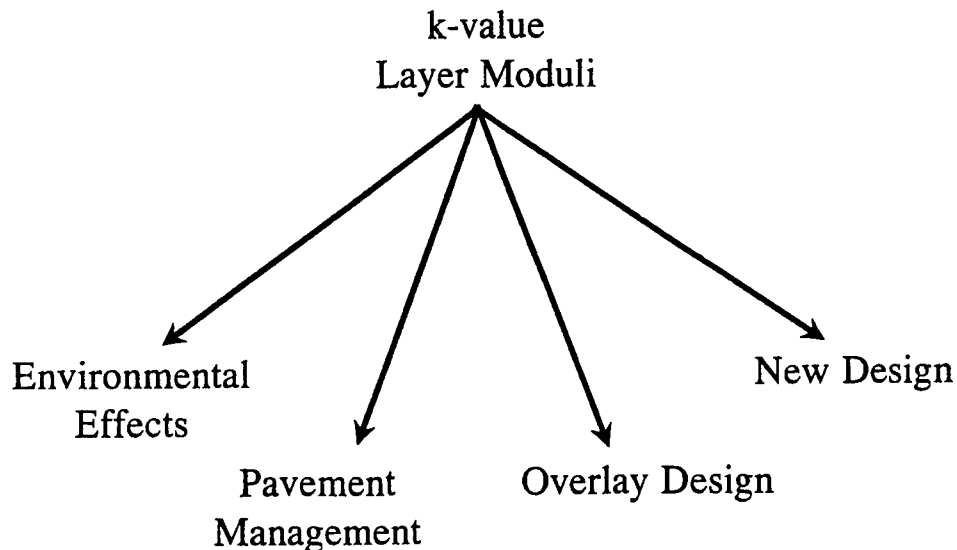 k-value
Layer Moduli
Environmental
Effects
Pavement
Management
Overlay Design
New Design